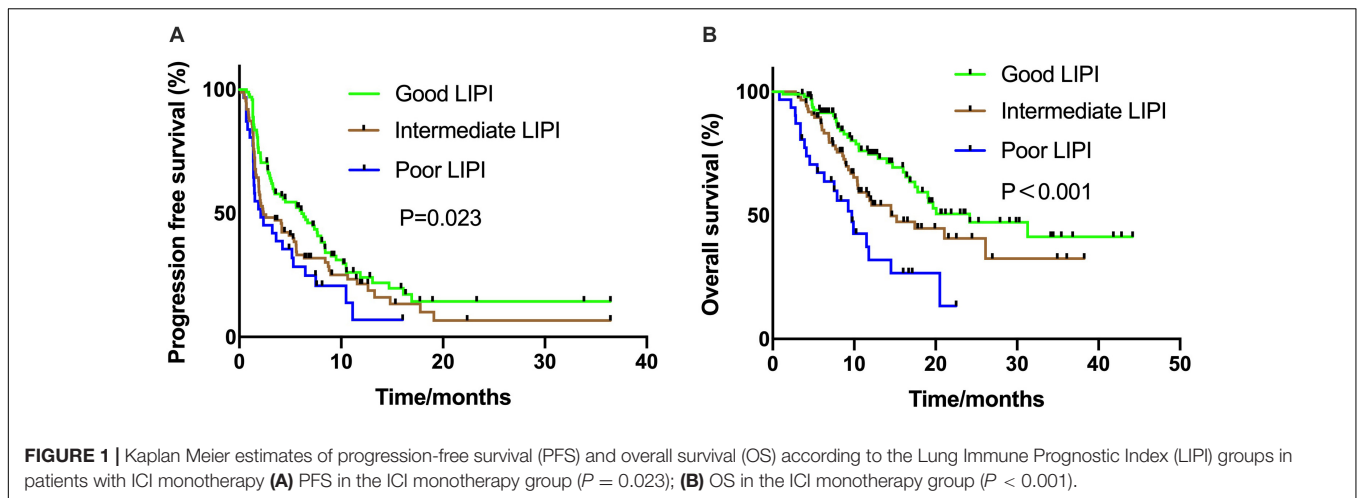 A
Progression free survival (%)
100
50
0
Good LIPI
Intermediate LIPI
Poor LIPI
P=0.023
0 10 20 30 40
Time/months
B
Overall survival (%)
100
50
0
Good LIPI
Intermediate LIPI
Poor LIPI
P<0.001
0 10 20 30 40 50
Time/months
FIGURE 1 | Kaplan Meier estimates of progression-free survival (PFS) and overall survival (OS) according to the Lung Immune Prognostic Index (LIPI) groups in
patients with ICI monotherapy (A) PFS in the ICI monotherapy group (P = 0.023); (B) OS in the ICI monotherapy group (P < 0.001).